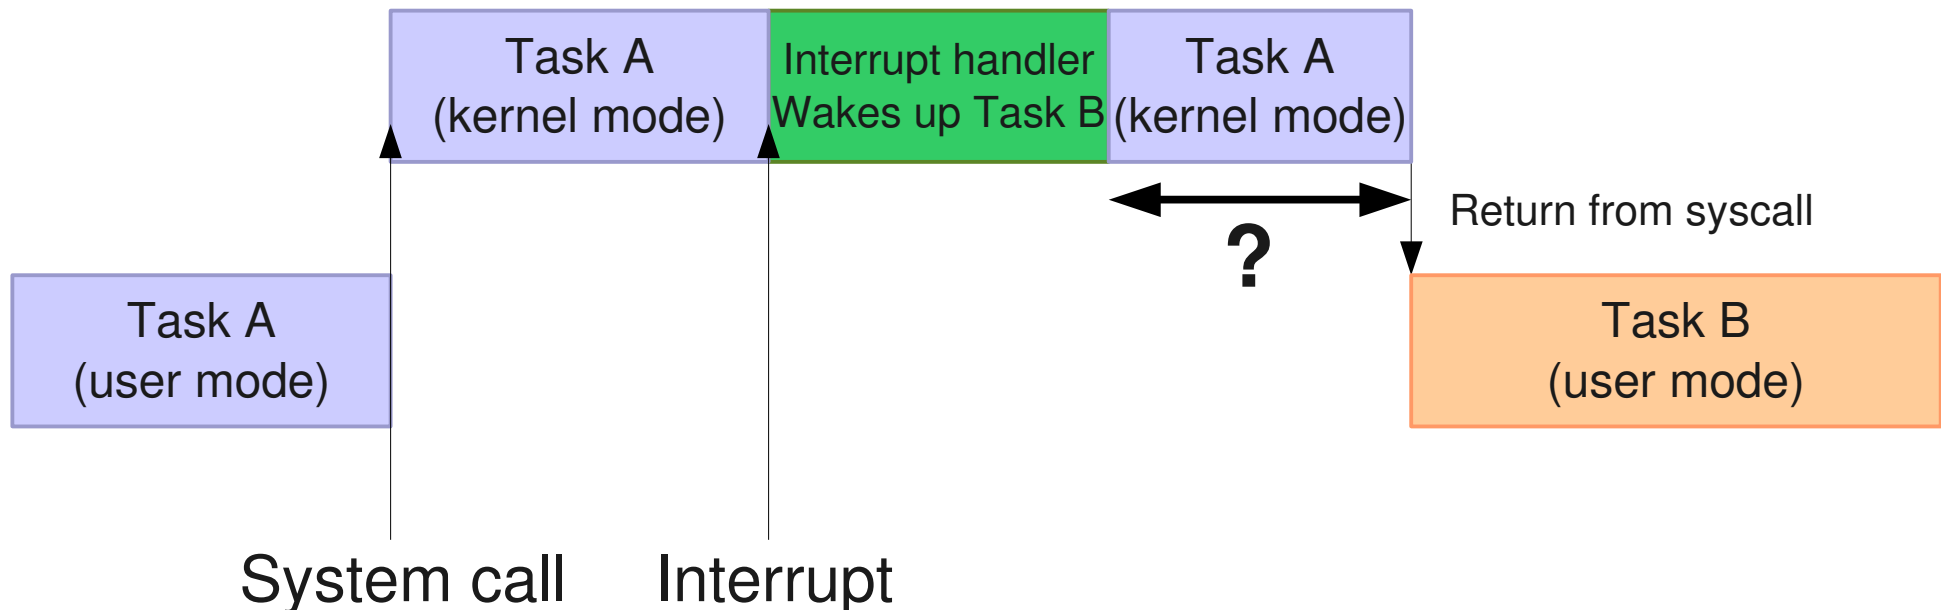 Task A
(kernel mode)
Interrupt handler
Wakes up Task B
Task A
(kernel mode)
Return from syscall
?
Task A
(user mode)
Task B
(user mode)
System call
Interrupt